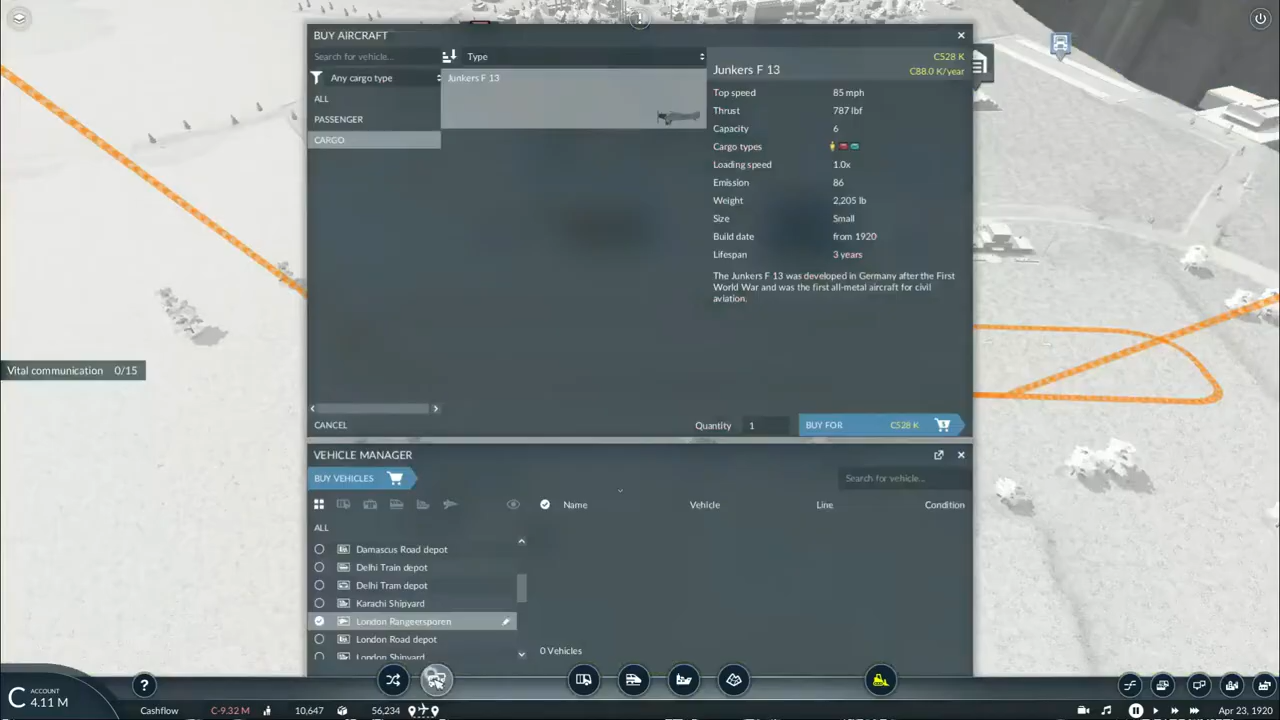 BUY AIRCRAFT
Search for vehicle...
Type
C528 K
C88.0 K/year
Junkers F 13
Any cargo type
Junkers F 13
ALL
PASSENGER
CARGO
Top speed 85 mph
Thrust 787 lbf
Capacity 6
Cargo types
Loading speed 1.0x
Emission 86
Weight 2,205 lb
Size Small
Build date from 1920
Lifespan 3 years
The Junkers F 13 was developed in Germany after the First
World War and was the first all-metal aircraft for civil
aviation.
Vital communication 0/15
CANCEL
Quantity 1
BUY FOR C528 K
VEHICLE MANAGER
BUY VEHICLES
Search for vehicle...
Name Vehicle Line Condition
ALL
Damascus Road depot
Delhi Train depot
Delhi Tram depot
Karachi Shipyard
London Rangeersporen
London Road depot
London Shipyard
0 Vehicles
C ACCOUNT
4.11 M
?
Cashflow C-9.32 M 10,647 56,234
Apr 23, 1920